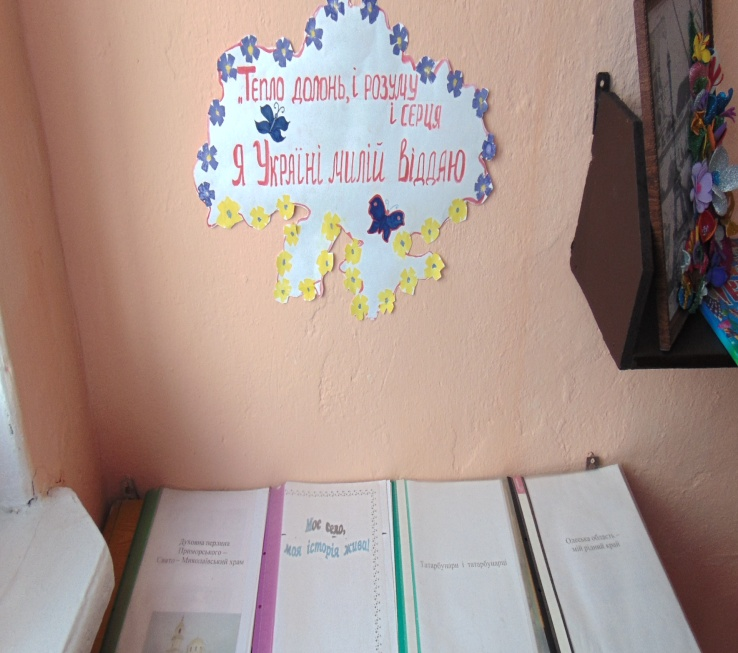 „Тепло долонь, і розуму
і серця
Я Україні милій віддаю
Духовна перлина
Приморського –
Свято – Миколаївський храм
Моє село,
моя історія жива!
Татарбунари і татарбунарці
Одеська область -
мій рідний край